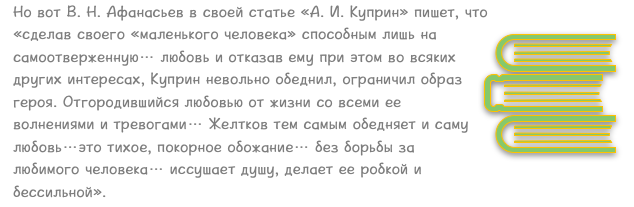 Но вот В. Н. Афанасьев в своей статье «А. И. Куприн» пишет, что
«сделав своего «маленького человека» способным лишь на
самоотверженную··· любовь и отказав ему при этом во всяких
других интересах, Куприн невольно обеднил, ограничил образ
героя. Отгородившийся любовью от жизни со всеми ее
волнениями и тревогами··· Желтков тем самым обедняет и саму
любовь···это тихое, покорное обожание··· без борьбы за
любимого человека··· иссушает душу, делает ее робкой и
бессильной».